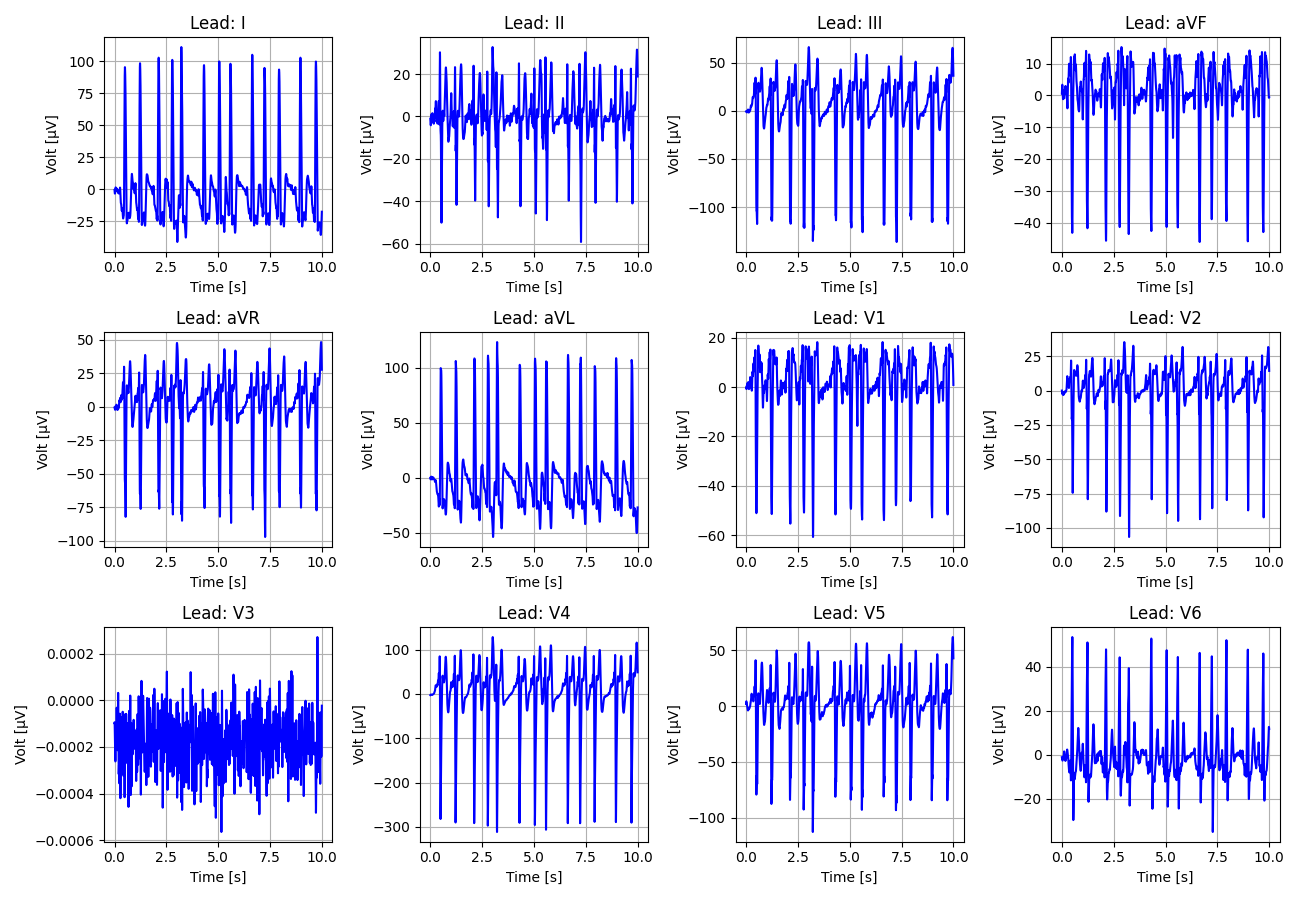 Lead: I
Lead: II
Lead: III
Lead: aVF
Volt [µV]
100
75
50
25
0
−25
Volt [µV]
20
0
−20
−40
−60
Volt [µV]
50
0
−50
−100
Volt [µV]
10
0
−10
−20
−30
−40
0.0 2.5 5.0 7.5 10.0
0.0 2.5 5.0 7.5 10.0
0.0 2.5 5.0 7.5 10.0
0.0 2.5 5.0 7.5 10.0
Time [s]
Time [s]
Time [s]
Time [s]
Lead: aVR
Lead: aVL
Lead: V1
Lead: V2
Volt [µV]
50
25
0
−25
−50
−75
−100
Volt [µV]
100
50
0
−50
Volt [µV]
20
0
−20
−40
−60
Volt [µV]
25
0
−25
−50
−75
−100
0.0 2.5 5.0 7.5 10.0
0.0 2.5 5.0 7.5 10.0
0.0 2.5 5.0 7.5 10.0
0.0 2.5 5.0 7.5 10.0
Time [s]
Time [s]
Time [s]
Time [s]
Lead: V3
Lead: V4
Lead: V5
Lead: V6
Volt [µV]
0.0002
0.0000
−0.0002
−0.0004
−0.0006
Volt [µV]
100
0
−100
−200
−300
Volt [µV]
50
0
−50
−100
Volt [µV]
40
20
0
−20
0.0 2.5 5.0 7.5 10.0
0.0 2.5 5.0 7.5 10.0
0.0 2.5 5.0 7.5 10.0
0.0 2.5 5.0 7.5 10.0
Time [s]
Time [s]
Time [s]
Time [s]